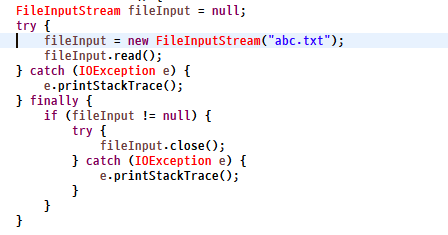 FileInputStream fileInput = null;
try {
    fileInput = new FileInputStream("abc.txt");
    fileInput.read();
} catch (IOException e) {
    e.printStackTrace();
} finally {
    if (fileInput != null) {
        try {
            fileInput.close();
        } catch (IOException e) {
            e.printStackTrace();
        }
    }
}